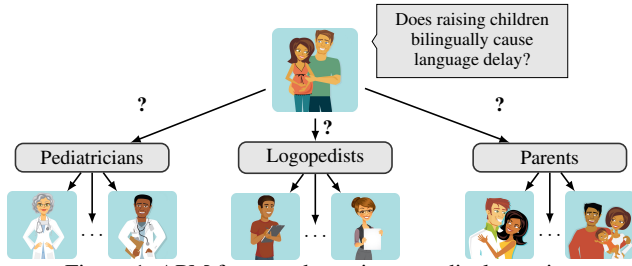 Does raising children
bilingually cause
language delay?
?
?
?
Pediatricians
Logopedists
Parents
...
...
...